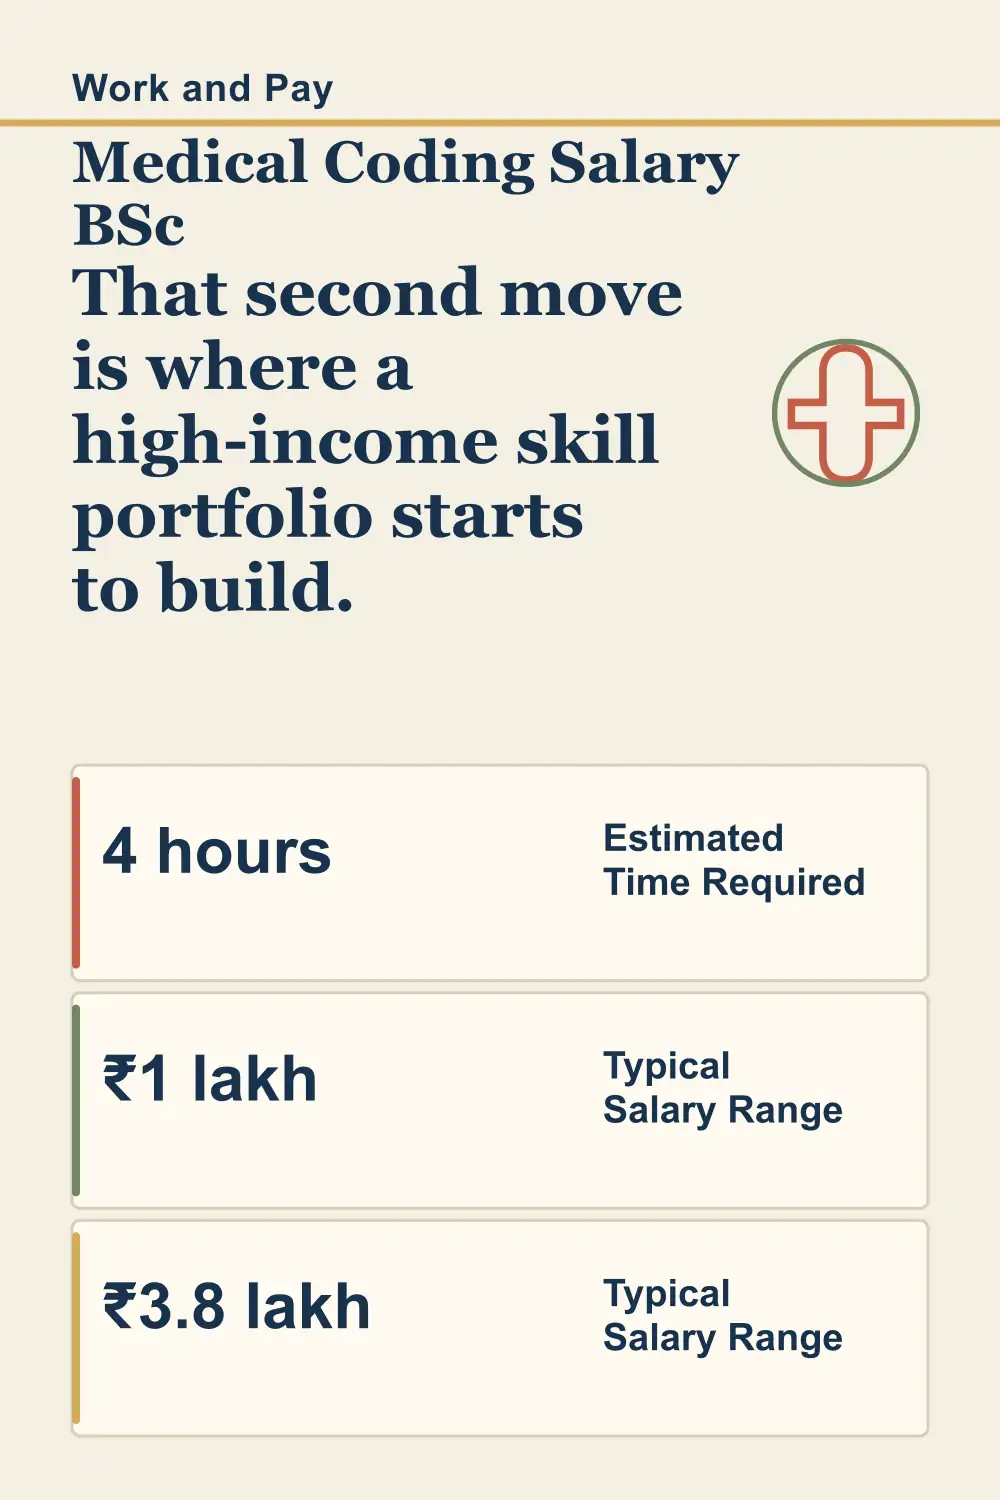 Work and Pay
Medical Coding Salary
BSc
That second move
is where a
high-income skill
portfolio starts
to build.
4 hours
Estimated
Time Required
₹1 lakh
Typical
Salary Range
₹3.8 lakh
Typical
Salary Range